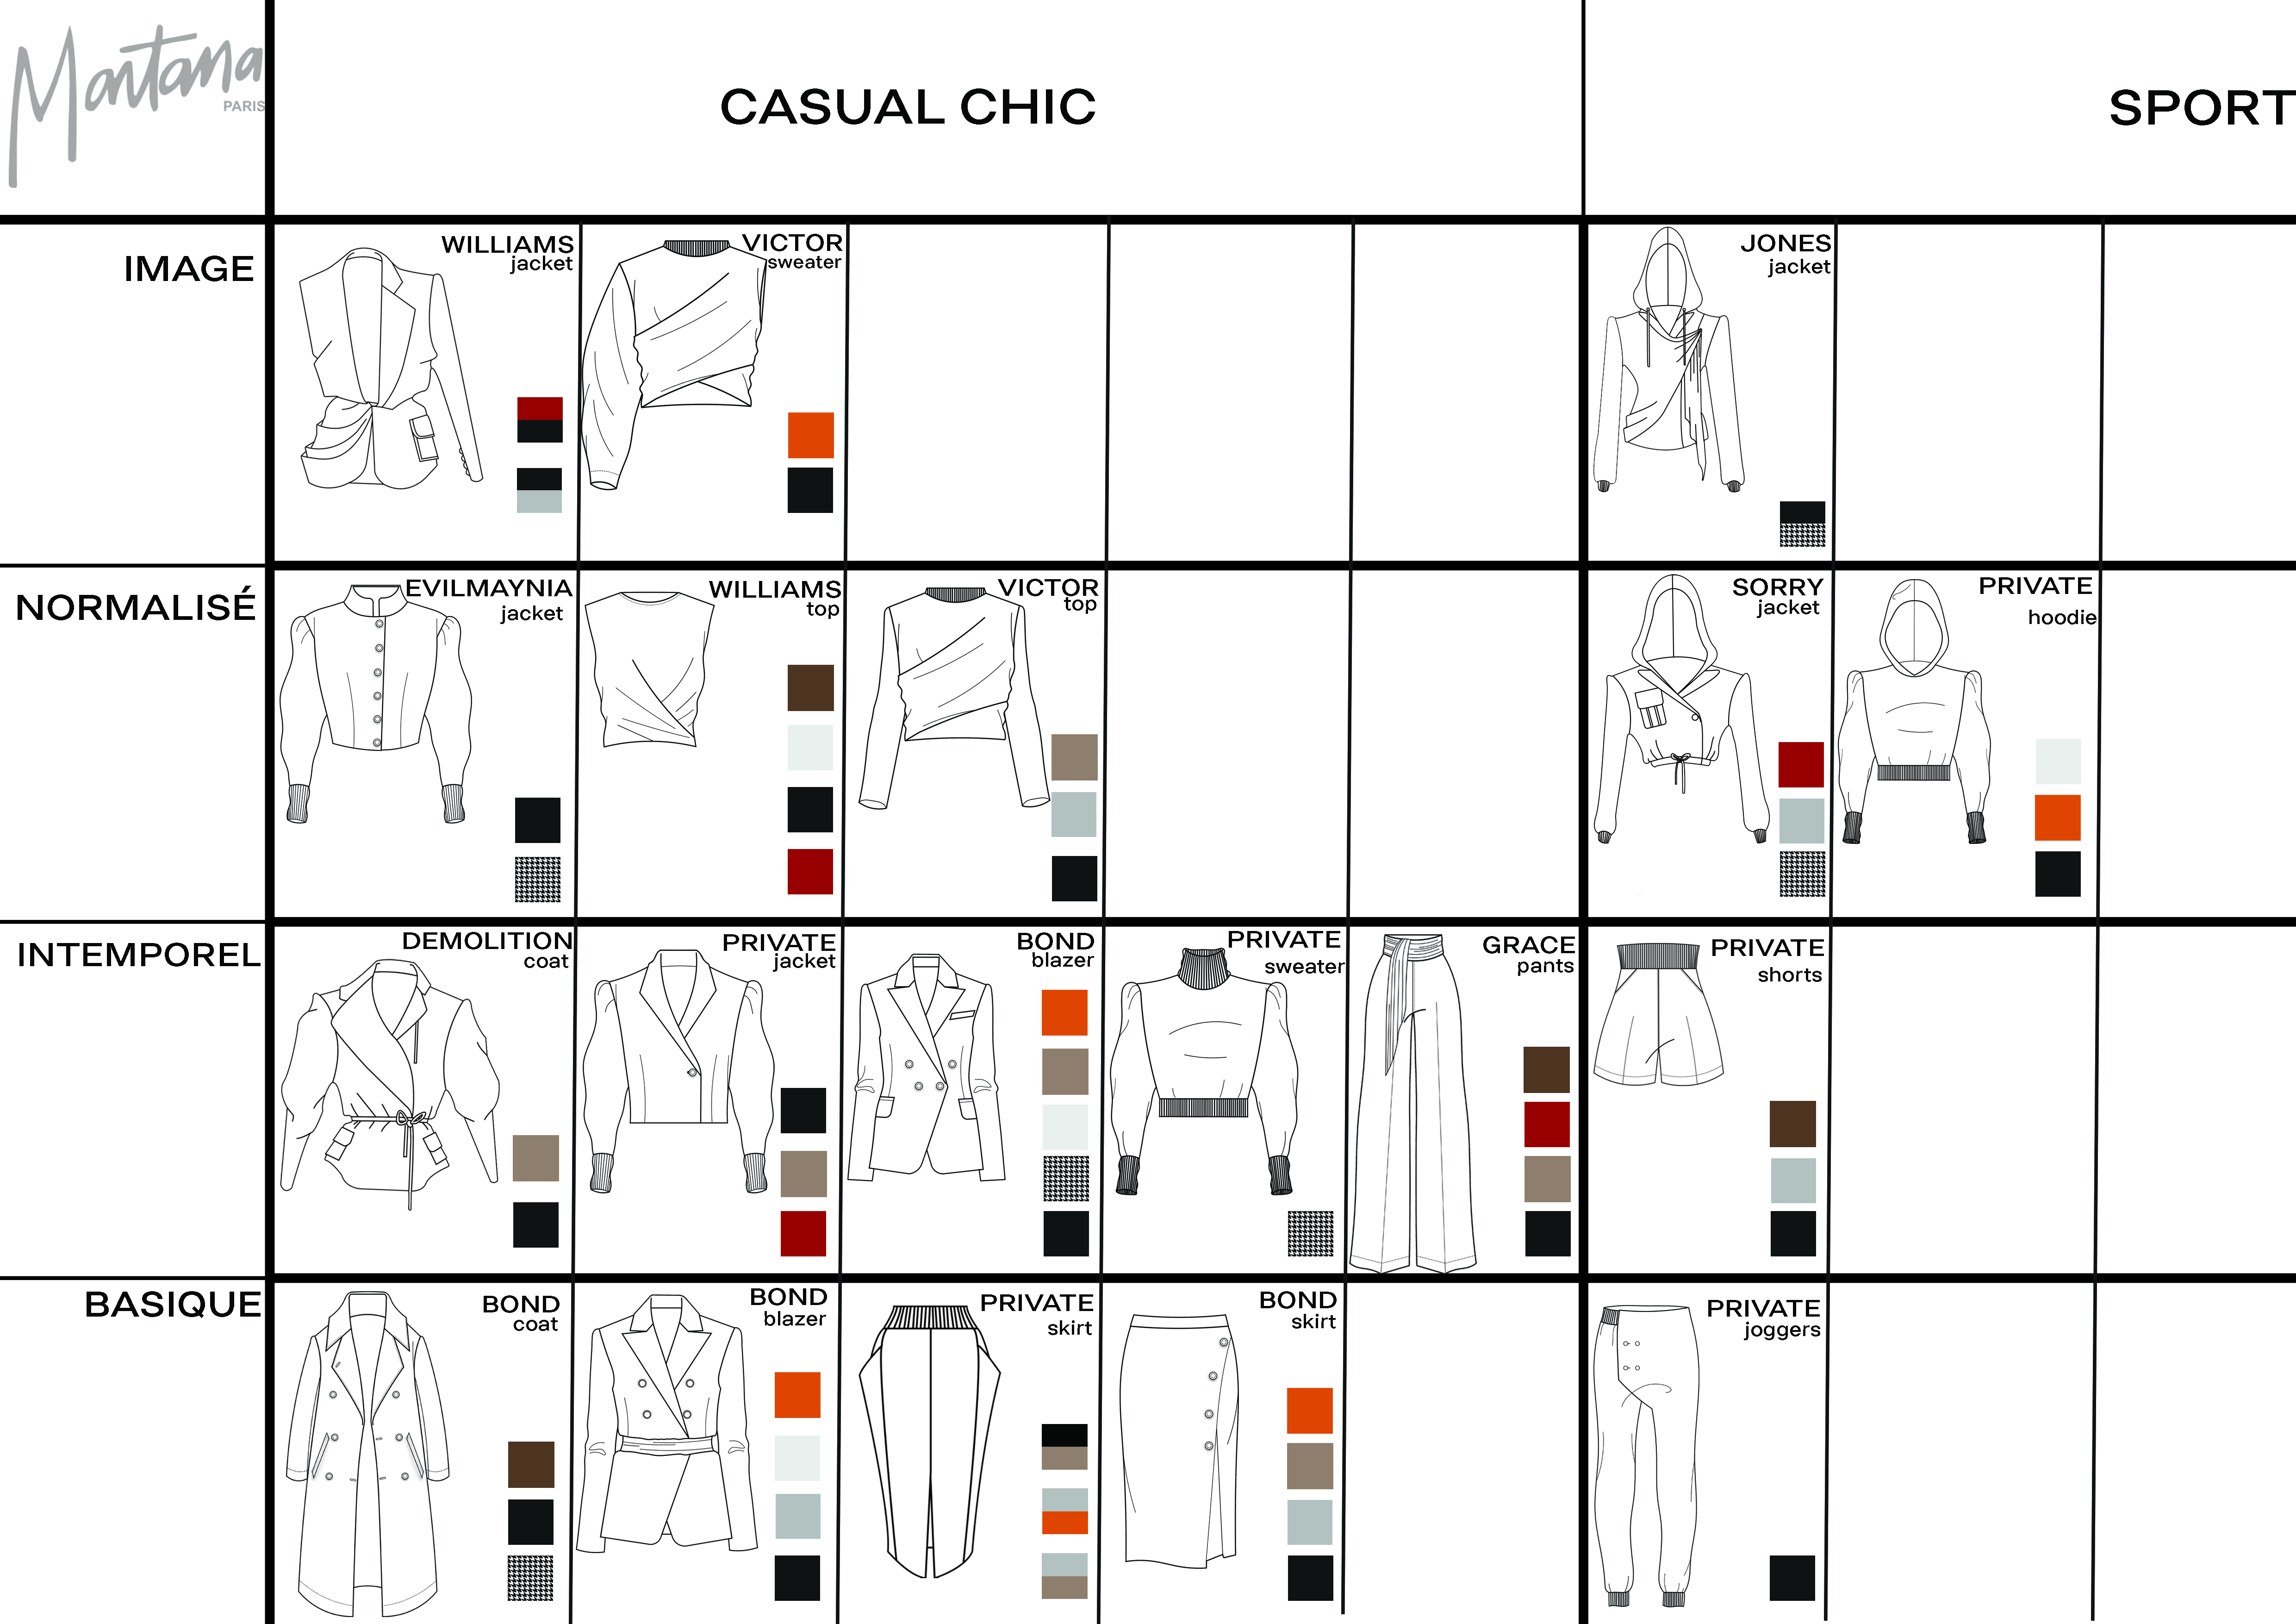 Montana
PARIS
CASUAL CHIC
SPORT
IMAGE
WILLIAMS
jacket
VICTOR
sweater
JONES
jacket
NORMALISÉ
EVILMAYNIA
jacket
WILLIAMS
top
VICTOR
top
SORRY
jacket
PRIVATE
hoodie
INTEMPOREL
DEMOLITION
coat
PRIVATE
jacket
BOND
blazer
PRIVATE
sweater
GRACE
pants
PRIVATE
shorts
BASIQUE
BOND
coat
BOND
blazer
PRIVATE
skirt
BOND
skirt
PRIVATE
joggers